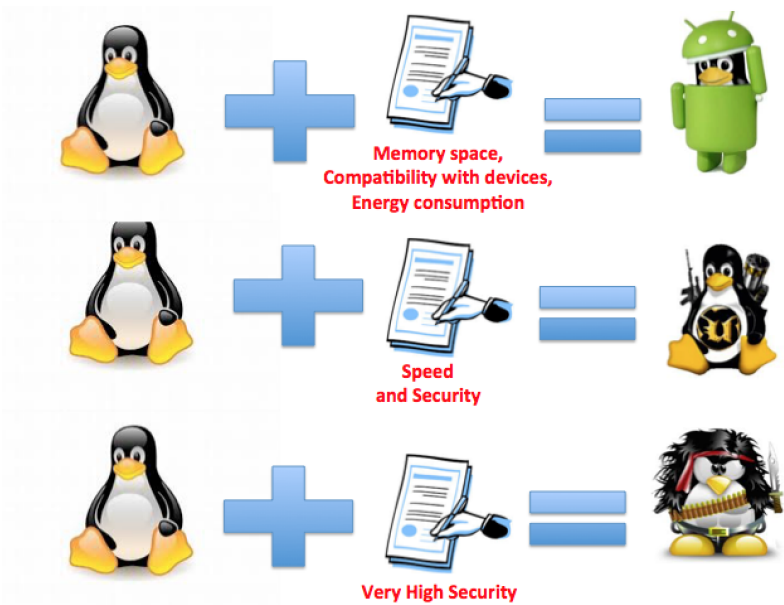 Memory space,
Compatibility with devices,
Energy consumption
Speed
and Security
Very High Security